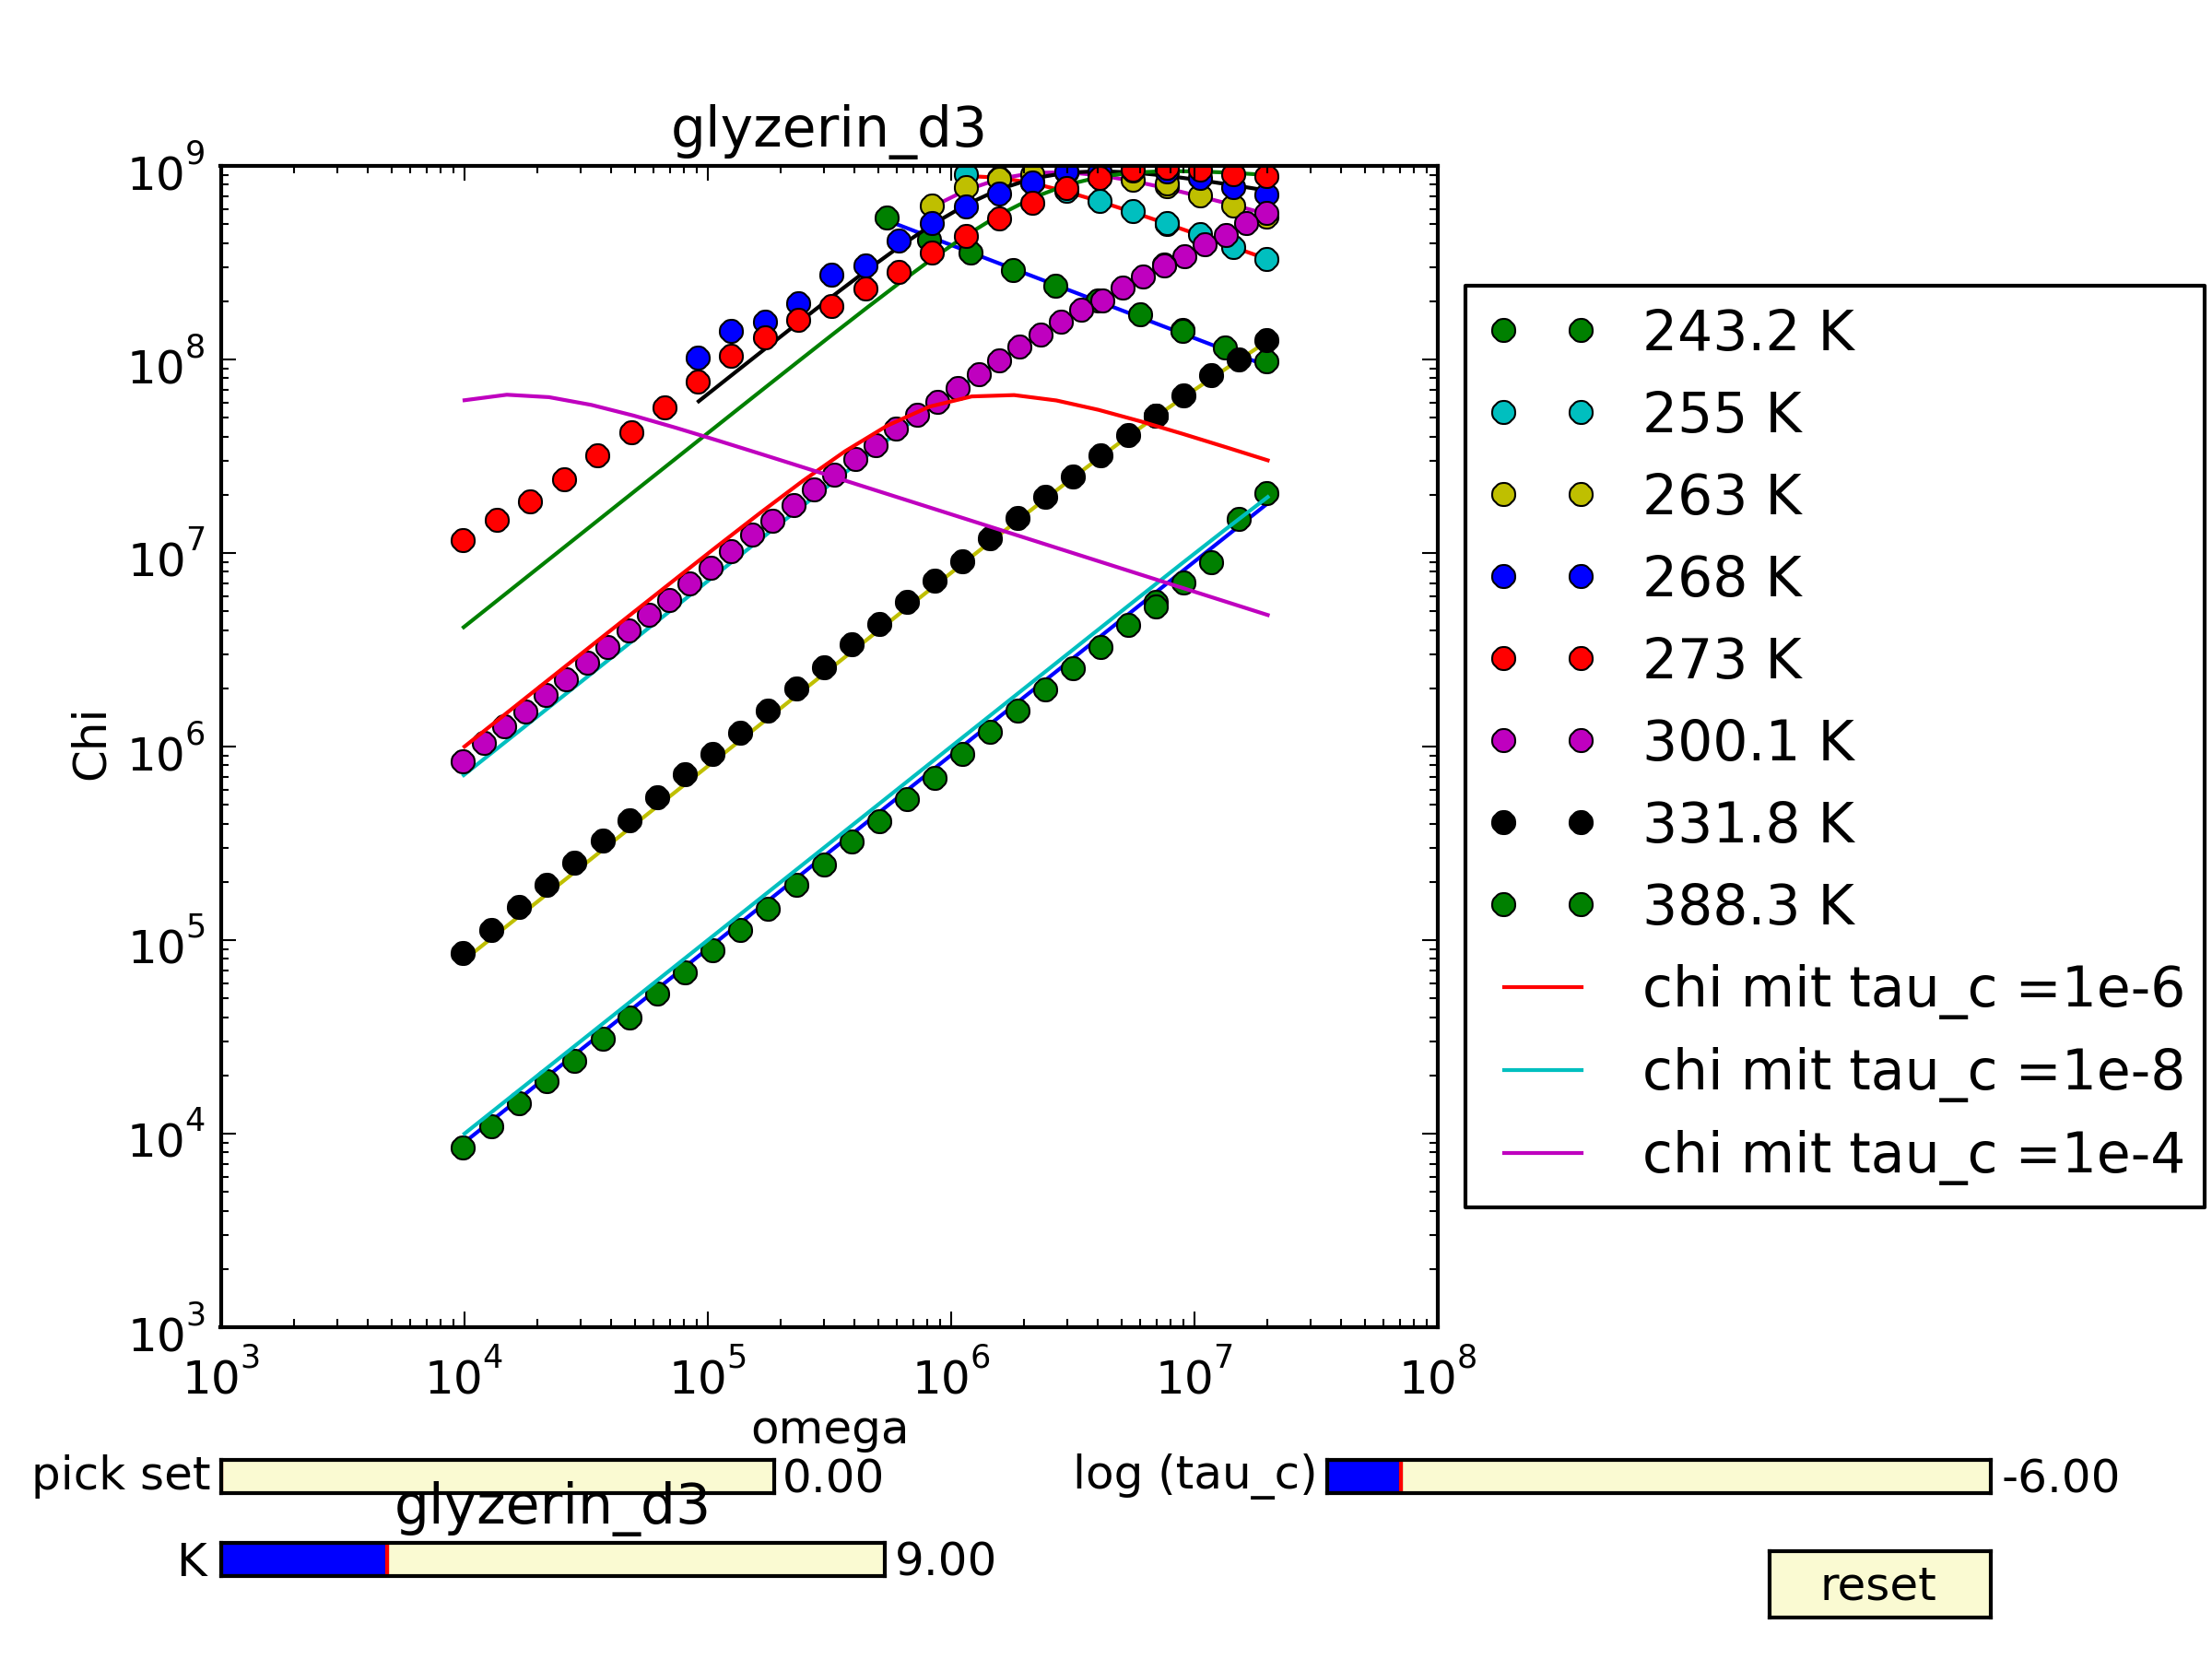 glyzerin_d3
10^9
10^8
10^7
10^6
10^5
10^4
10^3
Chi
10^3 10^4 10^5 10^6 10^7 10^8
omega
243.2 K
255 K
263 K
268 K
273 K
300.1 K
331.8 K
388.3 K
chi mit tau_c =1e-6
chi mit tau_c =1e-8
chi mit tau_c =1e-4
pick set 0.00
log (tau_c) -6.00
glyzerin_d3
K 9.00
reset